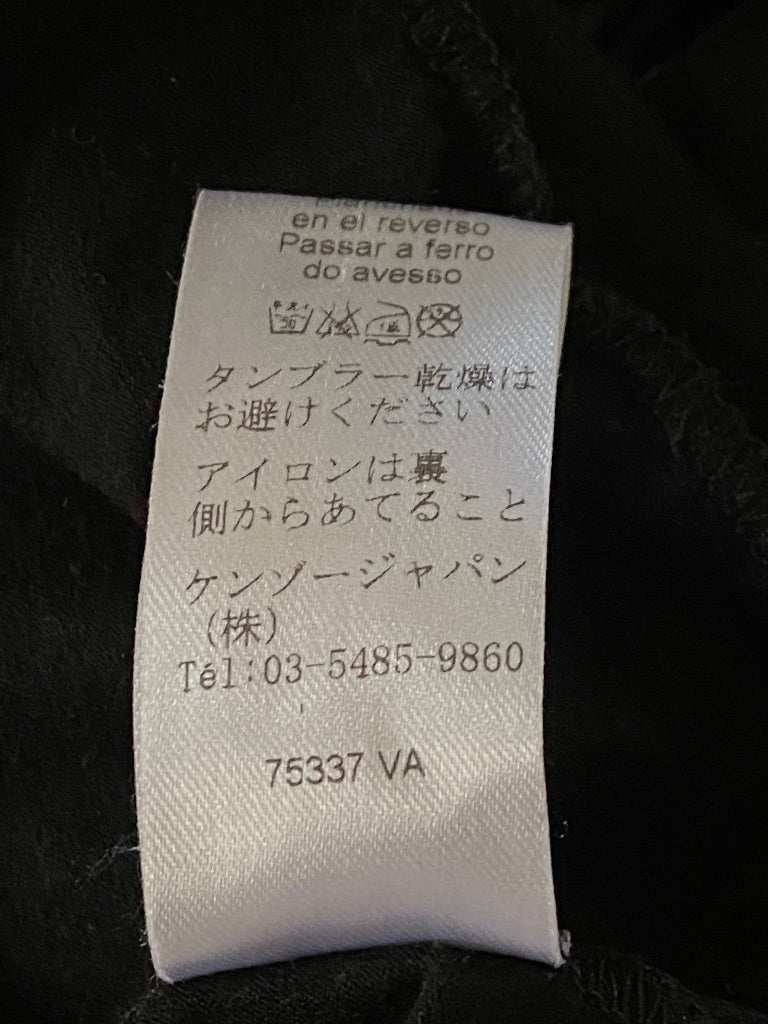 en el reverso
Passar a ferro
do avesso
タンブラー乾燥は
お避けください
アイロンは裏
側からあてること
ケンゾージャパン
(株)
Tél:03-5485-9860
75337 VA